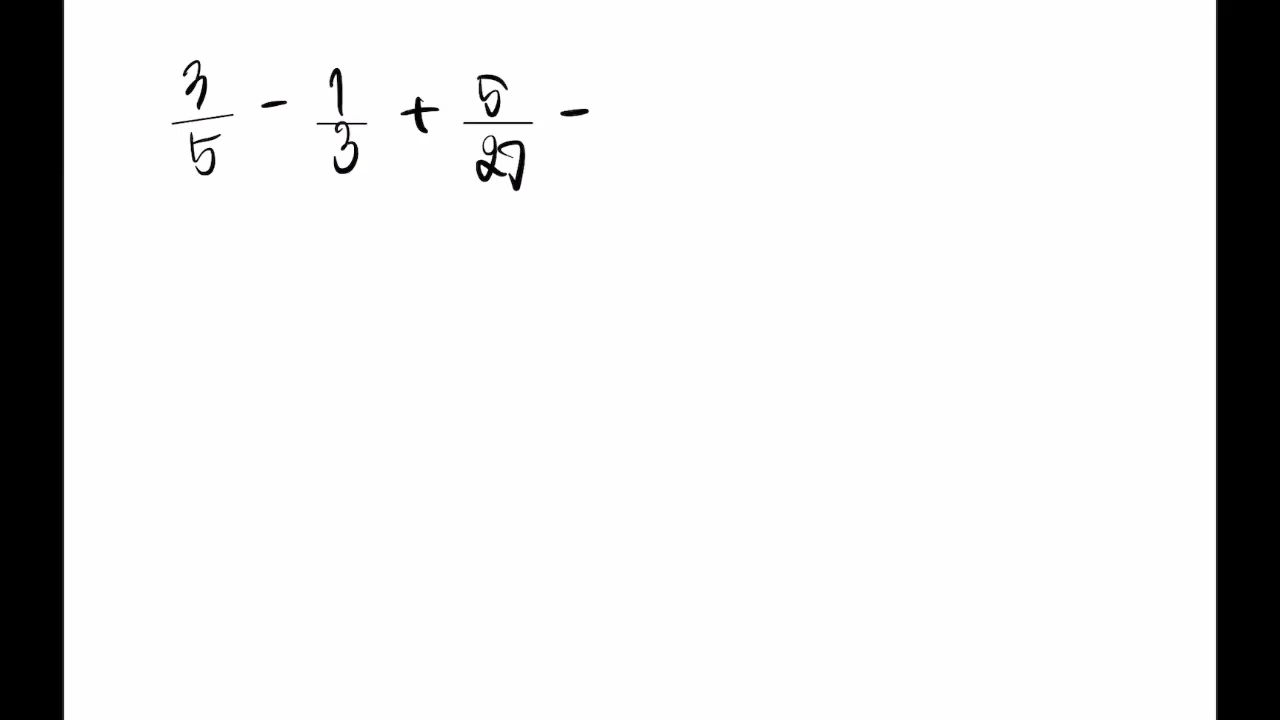 3/5 - 1/3 + 5/27 -